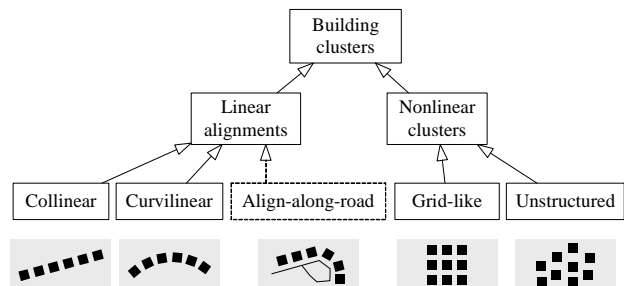 Building
clusters
Linear
alignments
Nonlinear
clusters
Collinear
Curvilinear
Align-along-road
Grid-like
Unstructured